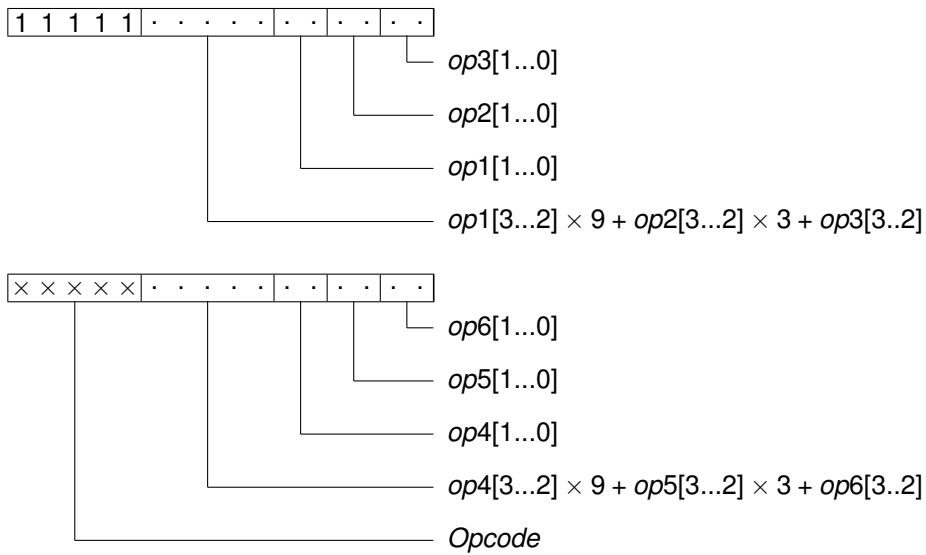 1 1 1 1 1 · · · · · · · · · · ·
op3[1...0]
op2[1...0]
op1[1...0]
op1[3...2] × 9 + op2[3...2] × 3 + op3[3..2]
× × × × × · · · · · · · · · · ·
op6[1...0]
op5[1...0]
op4[1...0]
op4[3...2] × 9 + op5[3...2] × 3 + op6[3..2]
Opcode